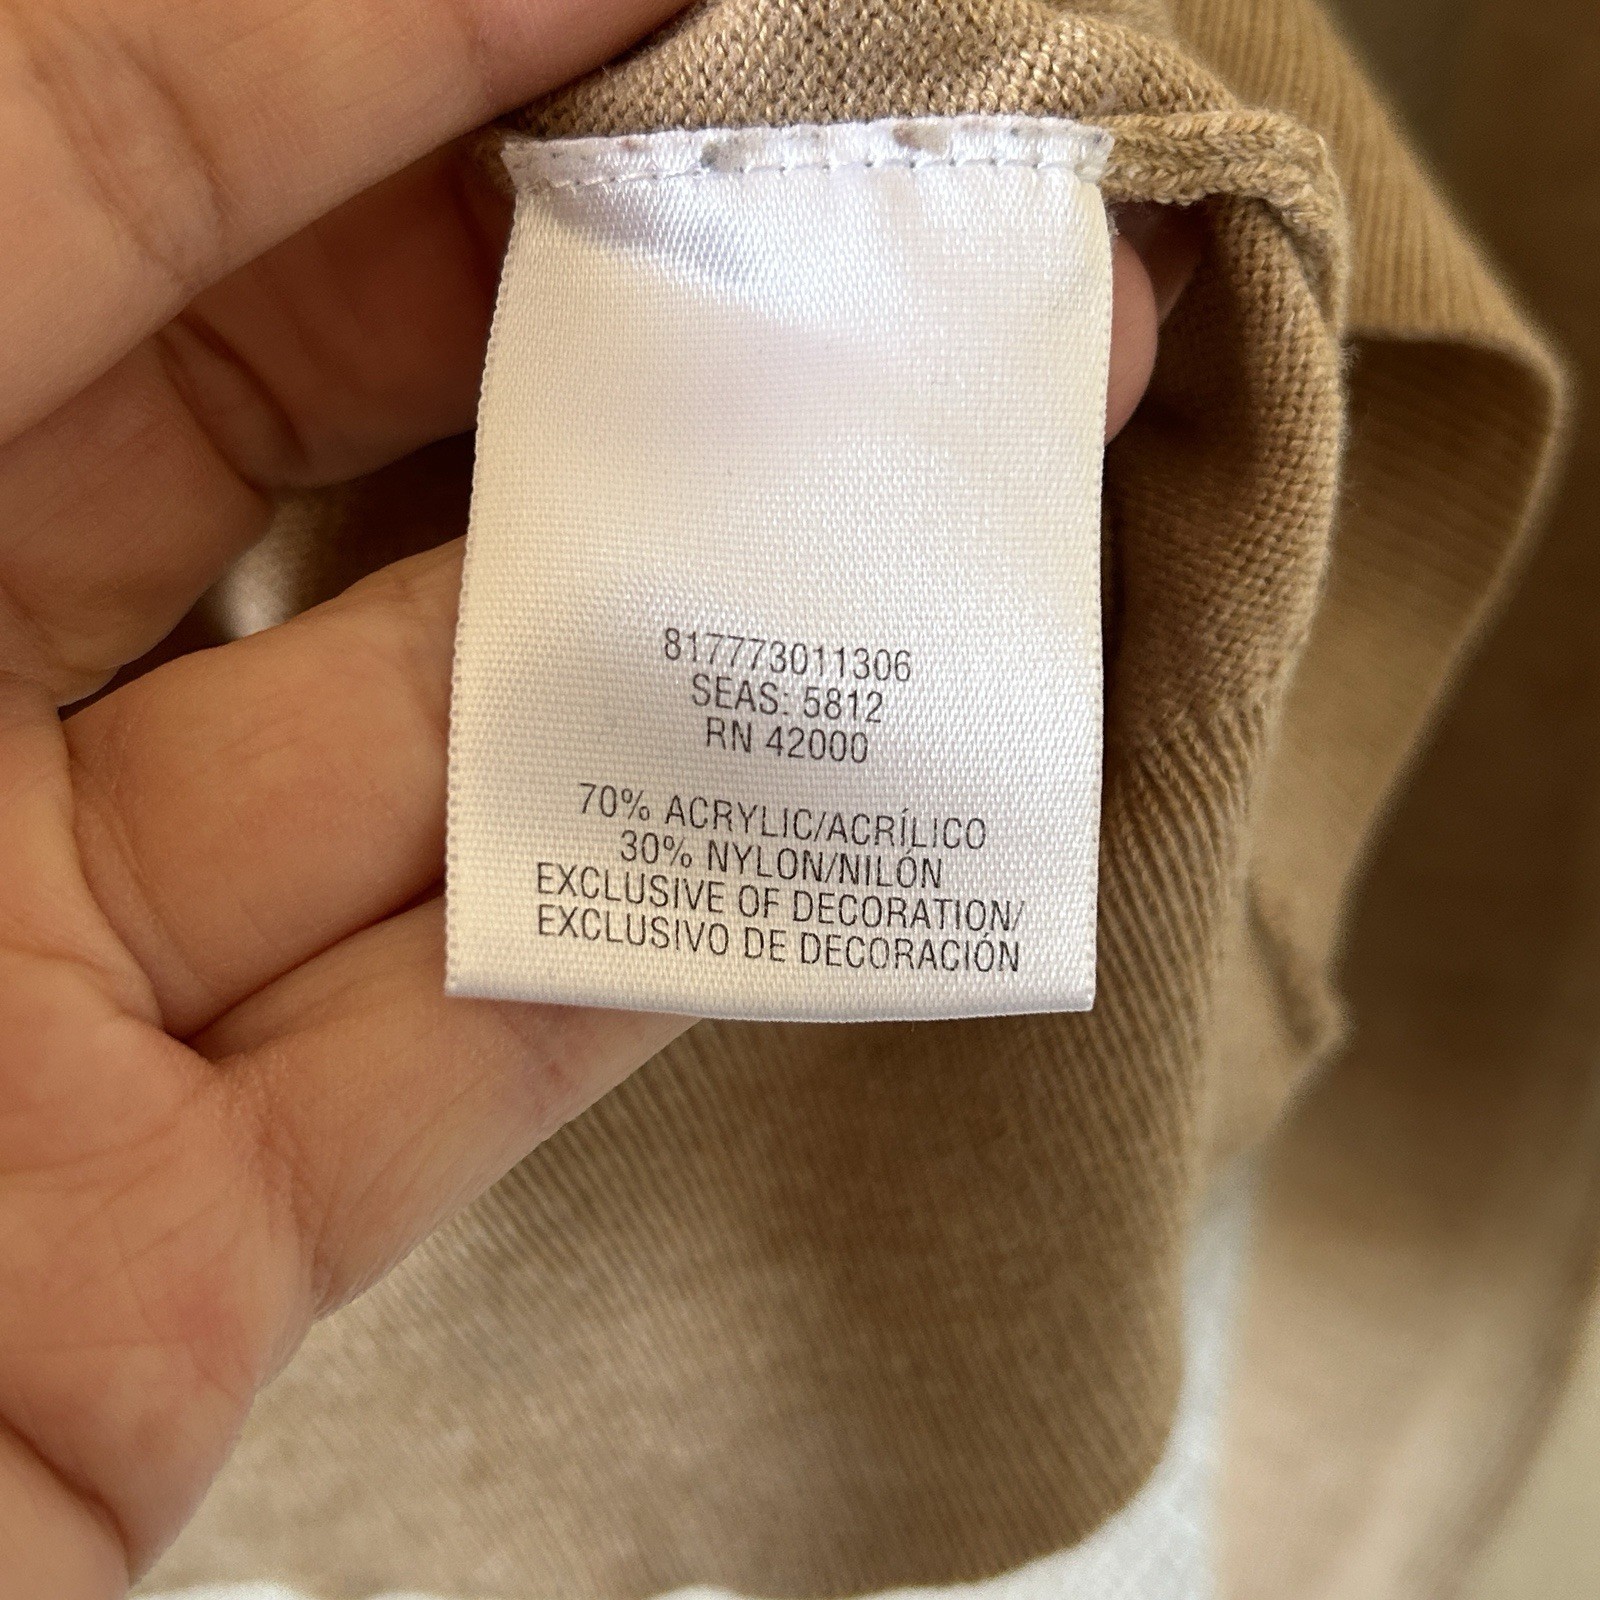 817773011306
SEAS: 5812
RN 42000
70% ACRYLIC/ACRÍLICO
30% NYLON/NILÓN
EXCLUSIVE OF DECORATION/
EXCLUSIVO DE DECORACIÓN